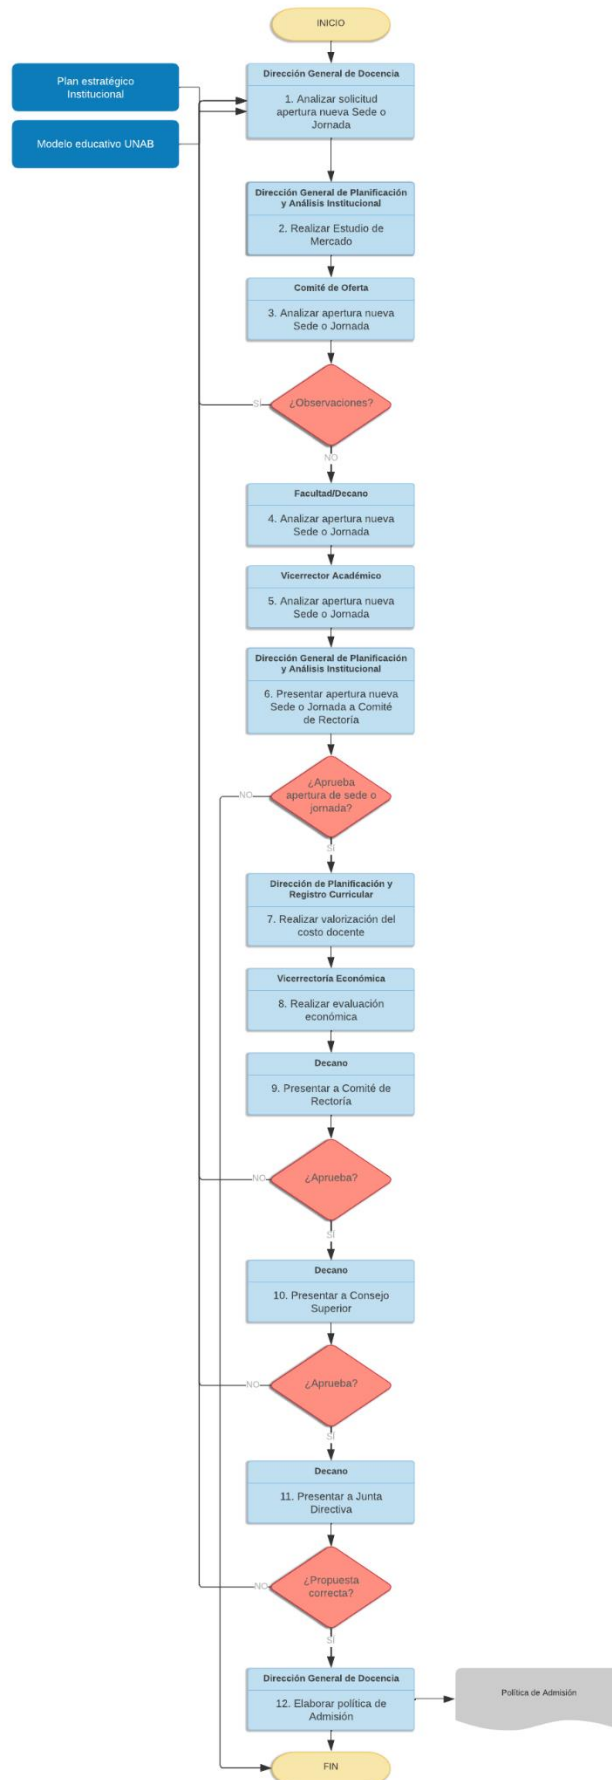 INICIO
Plan estratégico
Institucional
Modelo educativo UNAB
Dirección General de Docencia
1. Analizar solicitud
apertura nueva Sede o
Jornada
Dirección General de Planificación
y Análisis Institucional
2. Realizar Estudio de
Mercado
Comité de Oferta
3. Analizar apertura nueva
Sede o Jornada
¿Observaciones?
SÍ
NO
Facultad/Decano
4. Analizar apertura nueva
Sede o Jornada
Vicerrector Académico
5. Analizar apertura nueva
Sede o Jornada
Dirección General de Planificación
y Análisis Institucional
6. Presentar apertura nueva
Sede o Jornada a Comité
de Rectoría
¿Aprueba
apertura de sede o
jornada?
NO
SÍ
Dirección de Planificación y
Registro Curricular
7. Realizar valorización del
costo docente
Vicerrectoría Económica
8. Realizar evaluación
económica
Decano
9. Presentar a Comité de
Rectoría
¿Aprueba?
NO
SÍ
Decano
10. Presentar a Consejo
Superior
¿Aprueba?
NO
SÍ
Decano
11. Presentar a Junta
Directiva
¿Propuesta
correcta?
NO
SÍ
Dirección General de Docencia
12. Elaborar política de
Admisión
Política de Admisión
FIN